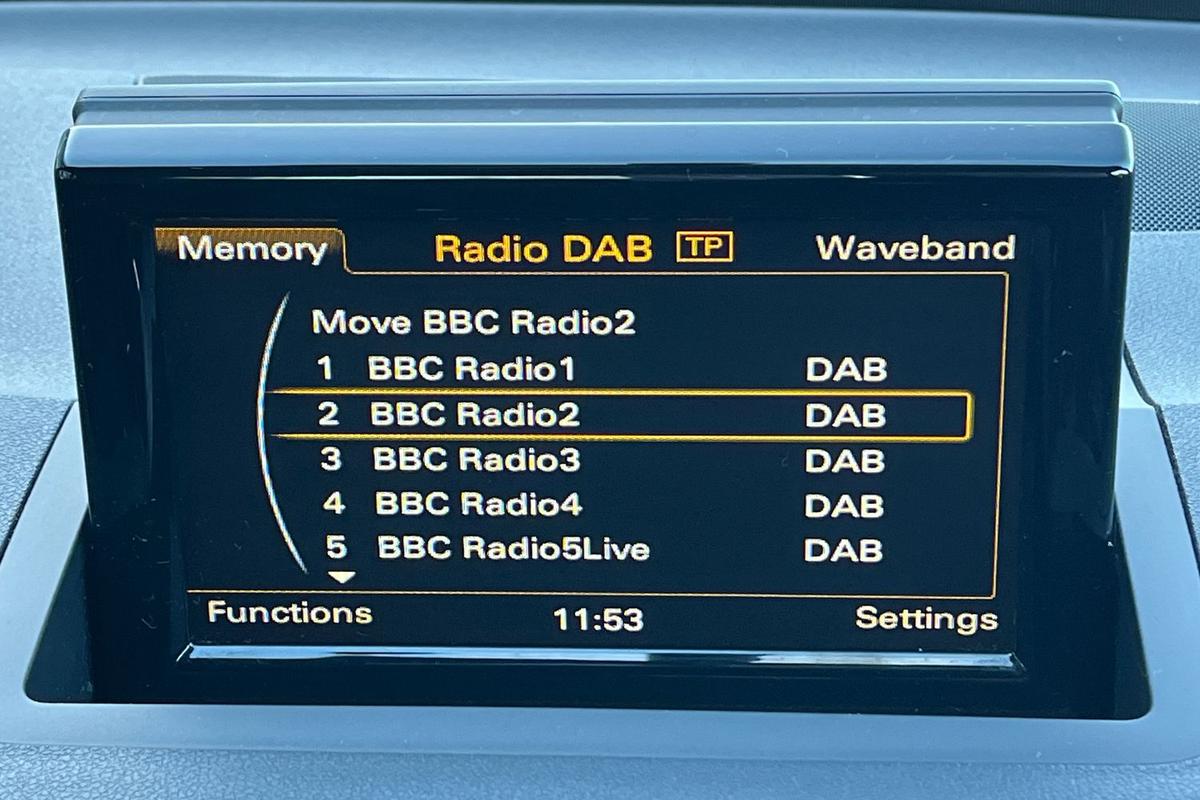 Memory Radio DAB TP Waveband
Move BBC Radio2
1 BBC Radio1 DAB
2 BBC Radio2 DAB
3 BBC Radio3 DAB
4 BBC Radio4 DAB
5 BBC Radio5Live DAB
Functions 11:53 Settings